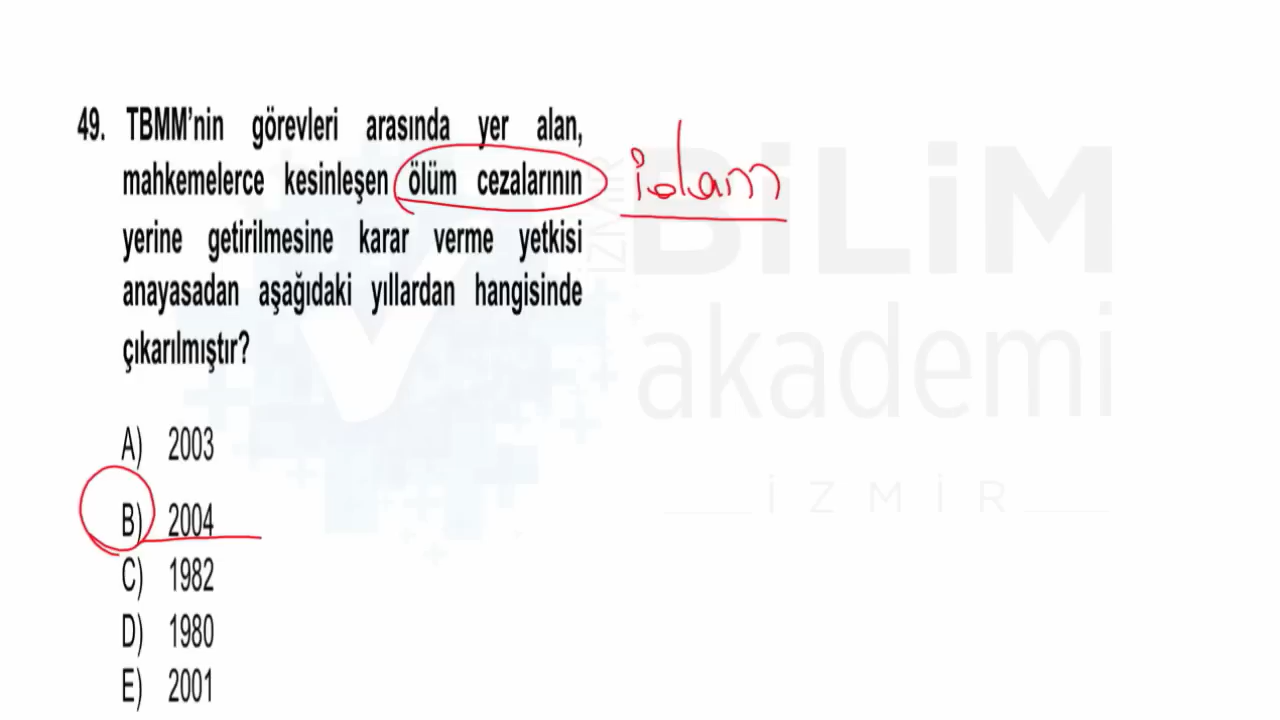 49. TBMM'nin görevleri arasında yer alan,
mahkemelerce kesinleşen ölüm cezalarının
yerine getirilmesine karar verme yetkisi
anayasadan aşağıdaki yıllardan hangisinde
çıkarılmıştır?
idam
A) 2003
B) 2004
C) 1982
D) 1980
E) 2001
İZMİR
BİLİM
akademi
İZMİR